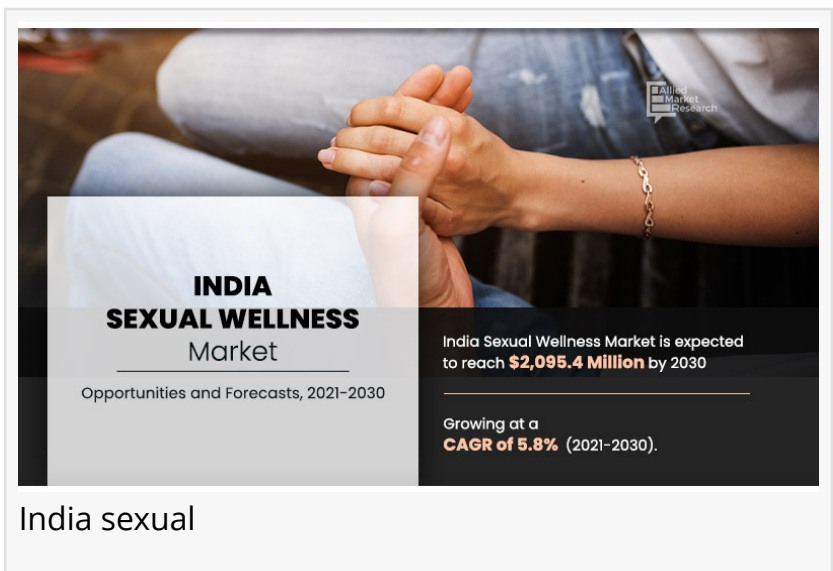 Allied
Market
Research
INDIA
SEXUAL WELLNESS
Market
Opportunities and Forecasts, 2021-2030
India Sexual Wellness Market is expected
to reach $2,095.4 Million by 2030
Growing at a
CAGR of 5.8% (2021-2030).
India sexual